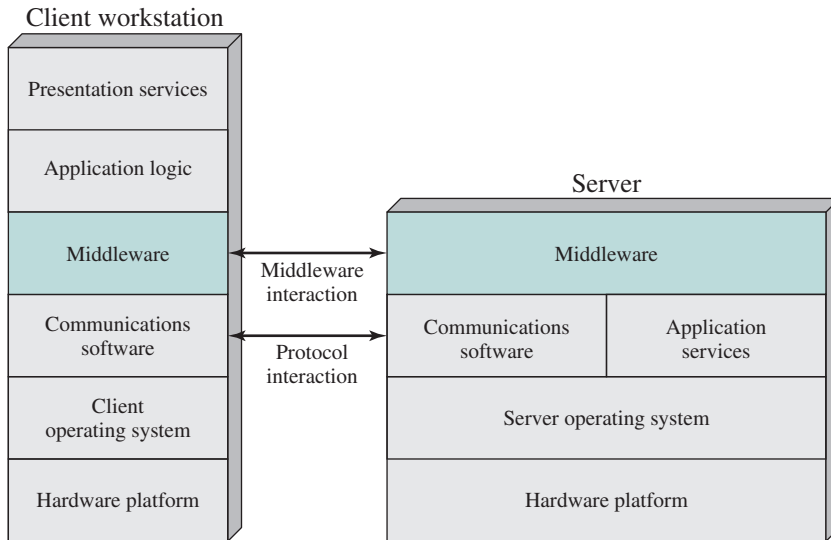 Client workstation
Presentation services
Application logic
Middleware
Communications
software
Client
operating system
Hardware platform
Middleware
interaction
Protocol
interaction
Server
Middleware
Communications
software
Application
services
Server operating system
Hardware platform